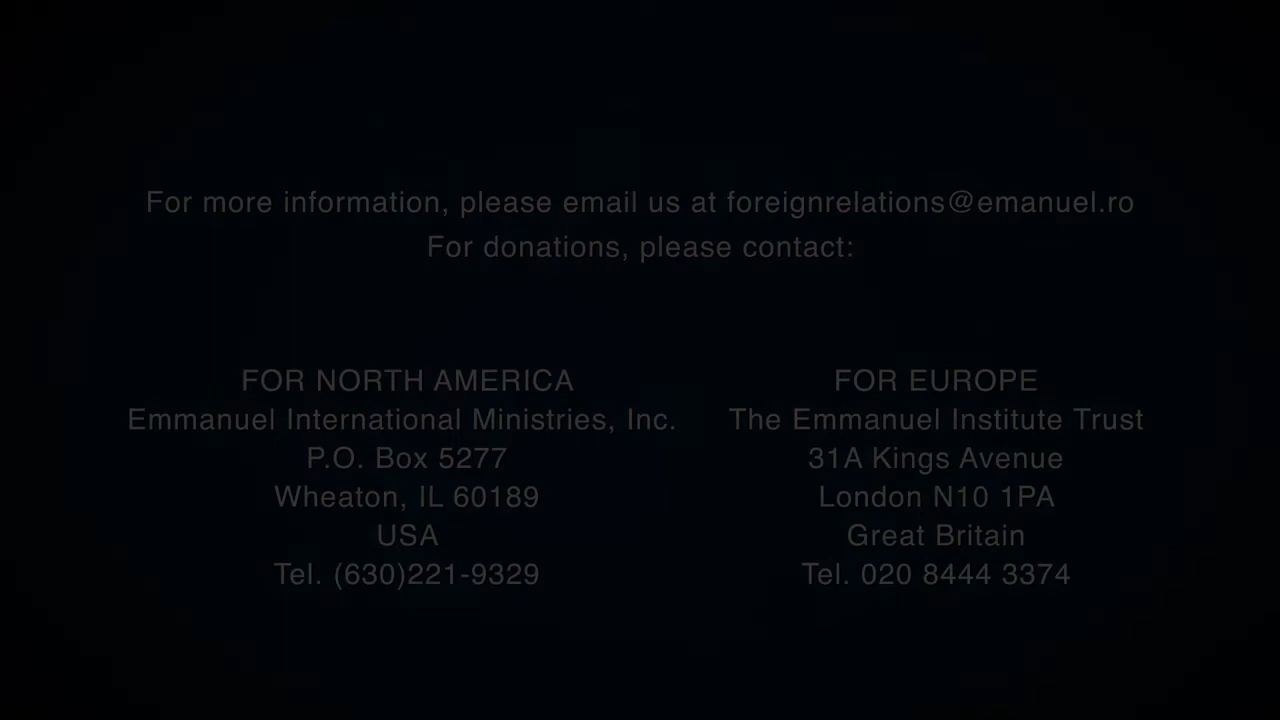 For more information, please email us at foreignrelations@emanuel.ro
For donations, please contact:
FOR NORTH AMERICA
Emmanuel International Ministries, Inc.
P.O. Box 5277
Wheaton, IL 60189
USA
Tel. (630)221-9329
FOR EUROPE
The Emmanuel Institute Trust
31A Kings Avenue
London N10 1PA
Great Britain
Tel. 020 8444 3374